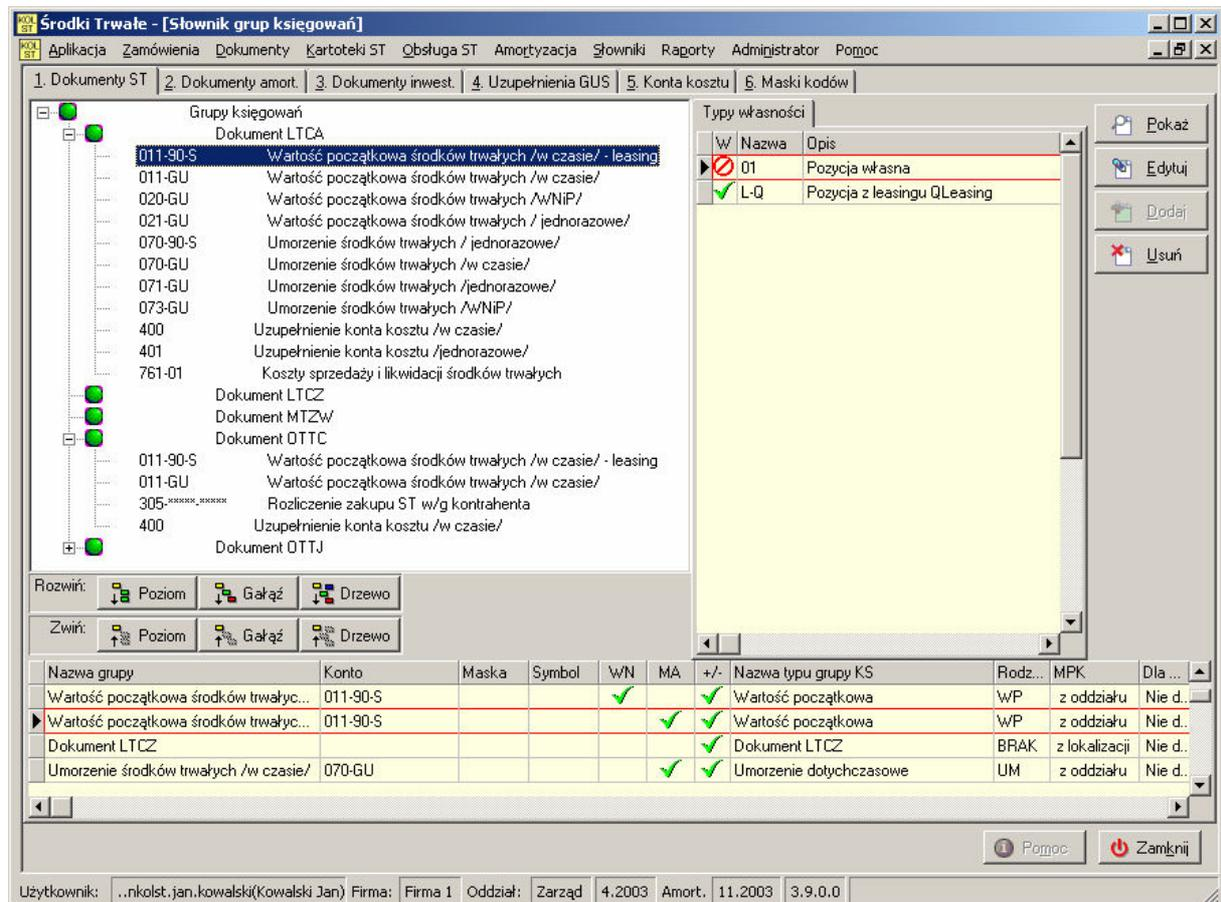 KOL ST Środki Trwałe - [Słownik grup księgowań]
KOL ST Aplikacja Zamówienia Dokumenty Kartoteki ST Obsługa ST Amortyzacja Słowniki Raporty Administrator Pomoc
1. Dokumenty ST 2. Dokumenty amort. 3. Dokumenty inwest. 4. Uzupełnienia GUS 5. Konta kosztu 6. Maski kodów
Grupy księgowań
Dokument LTCA
011-90-S Wartość początkowa środków trwałych /w czasie/ - leasing
011-GU Wartość początkowa środków trwałych /w czasie/
020-GU Wartość początkowa środków trwałych /WNiP/
021-GU Wartość początkowa środków trwałych / jednorazowe/
070-90-S Umorzenie środków trwałych / jednorazowe/
070-GU Umorzenie środków trwałych /w czasie/
071-GU Umorzenie środków trwałych /jednorazowe/
073-GU Umorzenie środków trwałych /WNiP/
400 Uzupełnienie konta kosztu /w czasie/
401 Uzupełnienie konta kosztu /jednorazowe/
761-01 Koszty sprzedaży i likwidacji środków trwałych
Dokument LTCZ
Dokument MTZW
Dokument OTTC
011-90-S Wartość początkowa środków trwałych /w czasie/ - leasing
011-GU Wartość początkowa środków trwałych /w czasie/
305-*****-***** Rozliczenie zakupu ST w/g kontrahenta
400 Uzupełnienie konta kosztu /w czasie/
Dokument OTTJ
Typy własności
W Nazwa Opis
01 Pozycja własna
L-Q Pozycja z leasingu QLeasing
Pokaż
Edytuj
Dodaj
Usuń
Rozwiń: Poziom Gałąź Drzewo
Zwiń: Poziom Gałąź Drzewo
Nazwa grupy Konto Maska Symbol WN MA +/- Nazwa typu grupy KS Rodz... MPK Dla ...
Wartość początkowa środków trwałyc... 011-90-S Wartość początkowa WP z oddziału Nie d..
Wartość początkowa środków trwałyc... 011-90-S Wartość początkowa WP z oddziału Nie d..
Dokument LTCZ Dokument LTCZ BRAK z lokalizacji Nie d..
Umorzenie środków trwałych /w czasie/ 070-GU Umorzenie dotychczasowe UM z oddziału Nie d..
Pomoc Zamknij
Użytkownik: ..nkolst.jan.kowalski(Kowalski Jan) Firma: Firma 1 Oddział: Zarząd 4.2003 Amort. 11.2003 3.9.0.0